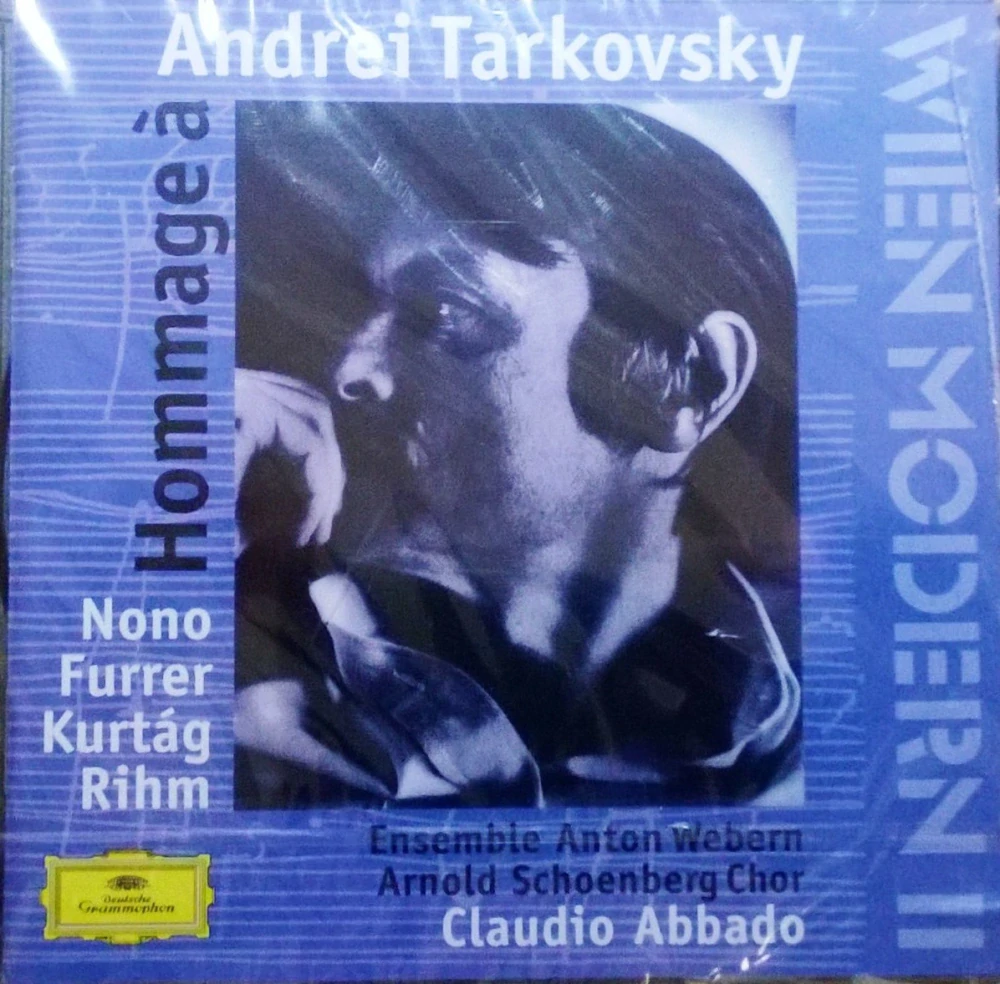 Andrei Tarkovsky
Hommage à
WIEN MODERN II
Nono
Furrer
Kurtág
Rihm
Ensemble Anton Webern
Arnold Schoenberg Chor
Claudio Abbado
Deutsche
Grammophon